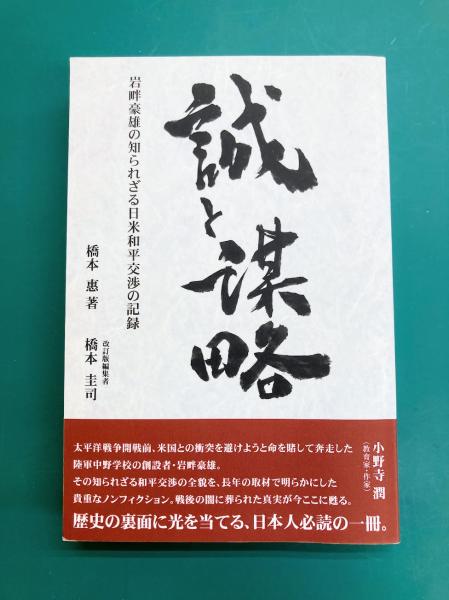 誠と謀略
岩畔豪雄の知られざる日米和平交渉の記録
橋本 惠 著
改訂版編集者
橋本 圭司
太平洋戦争開戦前、米国との衝突を避けようと命を賭して奔走した
陸軍中野学校の創設者・岩畔豪雄。
その知られざる和平交渉の全貌を、長年の取材で明らかにした
貴重なノンフィクション。戦後の闇に葬られた真実が今ここに甦る。
歴史の裏面に光を当てる、日本人必読の一冊。
小野寺 潤
(教育家・作家)